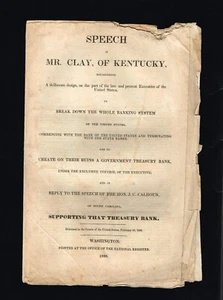 SPEECH
OF
MR. CLAY, OF KENTUCKY,
ESTABLISHING
A deliberate design, on the part of the late and present Executive of the
United States,
TO
BREAK DOWN THE WHOLE BANKING SYSTEM
OF THE UNITED STATES,
COMMENCING WITH THE BANK OF THE UNITED STATES AND TERMINATING
WITH THE STATE BANKS,
AND TO
CREATE ON THEIR RUINS A GOVERNMENT TREASURY BANK,
UNDER THE EXCLUSIVE CONTROL OF THE EXECUTIVE;
AND IN
REPLY TO THE SPEECH OF THE HON. J. C. CALHOUN,
OF SOUTH CAROLINA,
SUPPORTING THAT TREASURY BANK.
Delivered in the Senate of the United States, February 19, 1838.
WASHINGTON:
PRINTED AT THE OFFICE OF THE NATIONAL REGISTER.
1838.